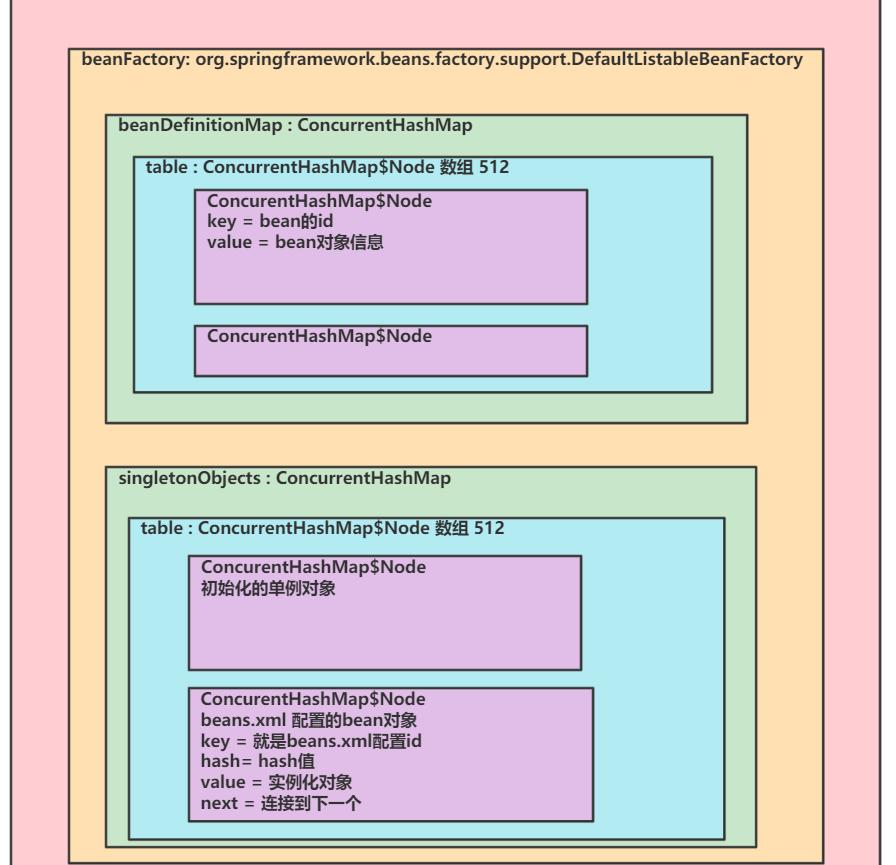 beanFactory: org.springframework.beans.factory.support.DefaultListableBeanFactory
beanDefinitionMap : ConcurrentHashMap
table : ConcurrentHashMap$Node 数组 512
ConcurentHashMap$Node
key = bean的id
value = bean对象信息
ConcurentHashMap$Node
singletonObjects : ConcurrentHashMap
table : ConcurrentHashMap$Node 数组 512
ConcurentHashMap$Node
初始化的单例对象
ConcurentHashMap$Node
beans.xml 配置的bean对象
key = 就是beans.xml配置id
hash= hash值
value = 实例化对象
next = 连接到下一个